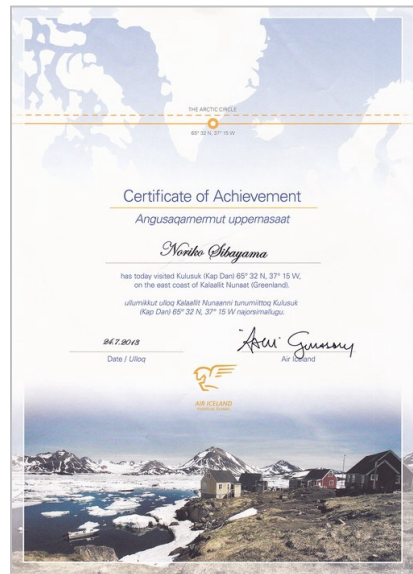 THE ARCTIC CIRCLE
65° 32 N, 37° 15 W
Certificate of Achievement
Angusaqarnermut uppernasaat
Noriko Sibayama
has today visited Kulusuk (Kap Dan) 65° 32 N, 37° 15 W,
on the east coast of Kalaallit Nunaat (Greenland).
ullumikkut ulloq Kalaallit Nunaanni tunumiittoq Kulusuk
(Kap Dan) 65° 32 N, 37° 15 W najorsimallugu.
24.7.2013
Date / Ulloq
Air Iceland
AIR ICELAND